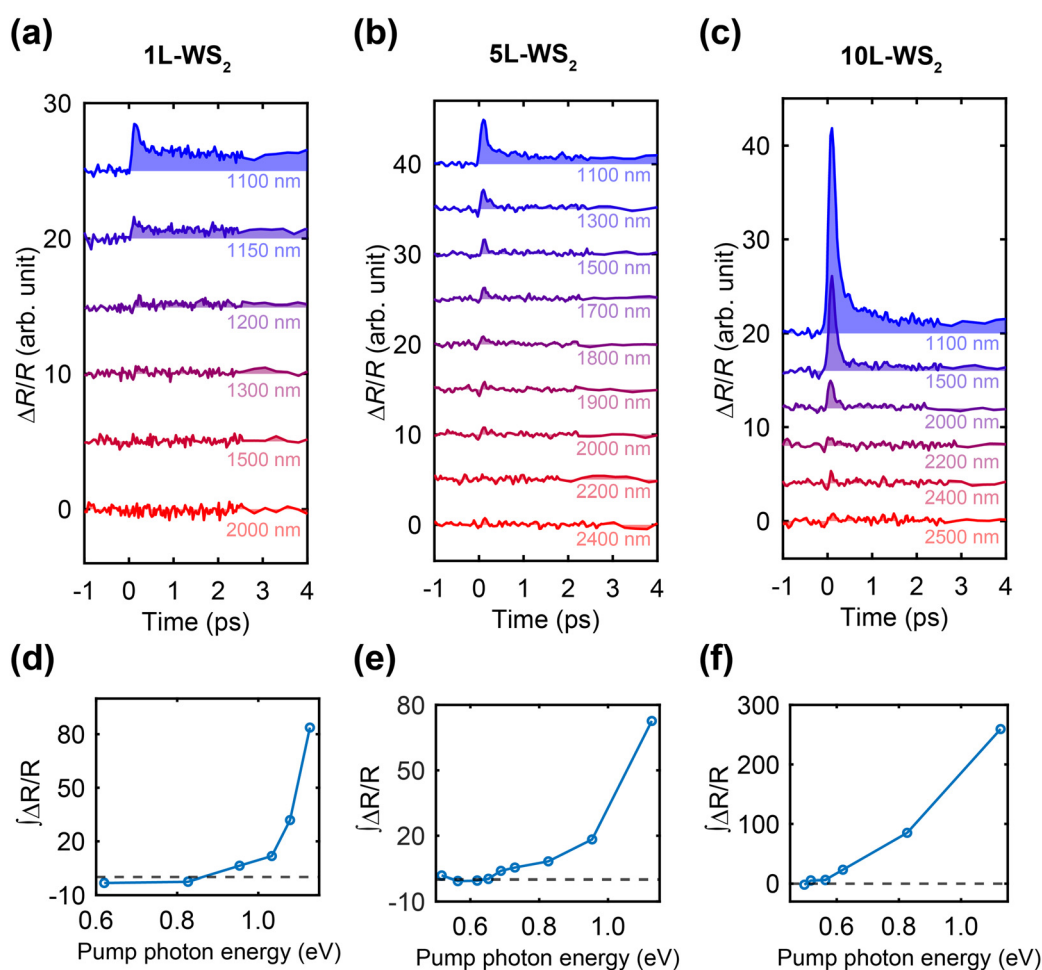 (a)
1L-WS2
30
20
10
0
ΔR/R (arb. unit)
1100 nm
1150 nm
1200 nm
1300 nm
1500 nm
2000 nm
-1 0 1 2 3 4
Time (ps)
(b)
5L-WS2
40
30
20
10
0
ΔR/R (arb. unit)
1100 nm
1300 nm
1500 nm
1700 nm
1800 nm
1900 nm
2000 nm
2200 nm
2400 nm
-1 0 1 2 3 4
Time (ps)
(c)
10L-WS2
40
30
20
10
0
ΔR/R (arb. unit)
1100 nm
1500 nm
2000 nm
2200 nm
2400 nm
2500 nm
-1 0 1 2 3 4
Time (ps)
(d)
80
50
20
-10
∫ΔR/R
0.6 0.8 1.0
Pump photon energy (eV)
(e)
80
50
20
-10
∫ΔR/R
0.6 0.8 1.0
Pump photon energy (eV)
(f)
300
200
100
0
∫ΔR/R
0.6 0.8 1.0
Pump photon energy (eV)